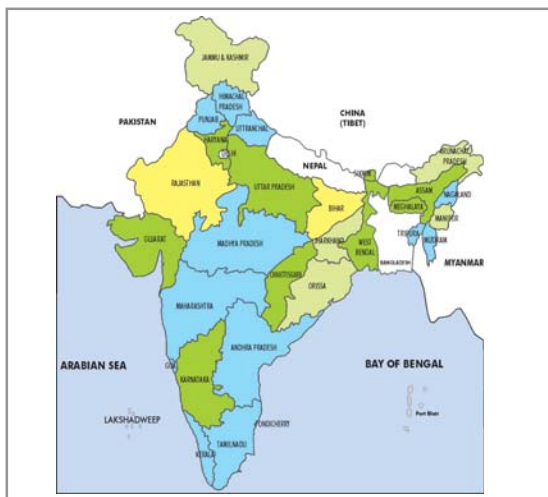 JAMMU & KASHMIR
HIMACHAL
PRADESH
PUNJAB
UTTRANCHAL
CHINA
(TIBET)
PAKISTAN
HARYANA
NEPAL
ARUNACHAL
PRADESH
SIKKIM
RAJASTHAN
UTTAR PRADESH
ASSAM
NAGALAND
BIHAR
MEGHALAYA
MANIPUR
GUJRAT
MADHYA PRADESH
JHARKHAND
WEST
BENGAL
TRIPURA
MIZORAM
MYANMAR
BANGLADESH
CHHATTISGARH
ORISSA
MAHARASHTRA
ARABIAN SEA
GOA
ANDHRA PRADESH
BAY OF BENGAL
KARNATAKA
LAKSHADWEEP
PONDICHERRY
Port Blair
KERALA
TAMILNADU